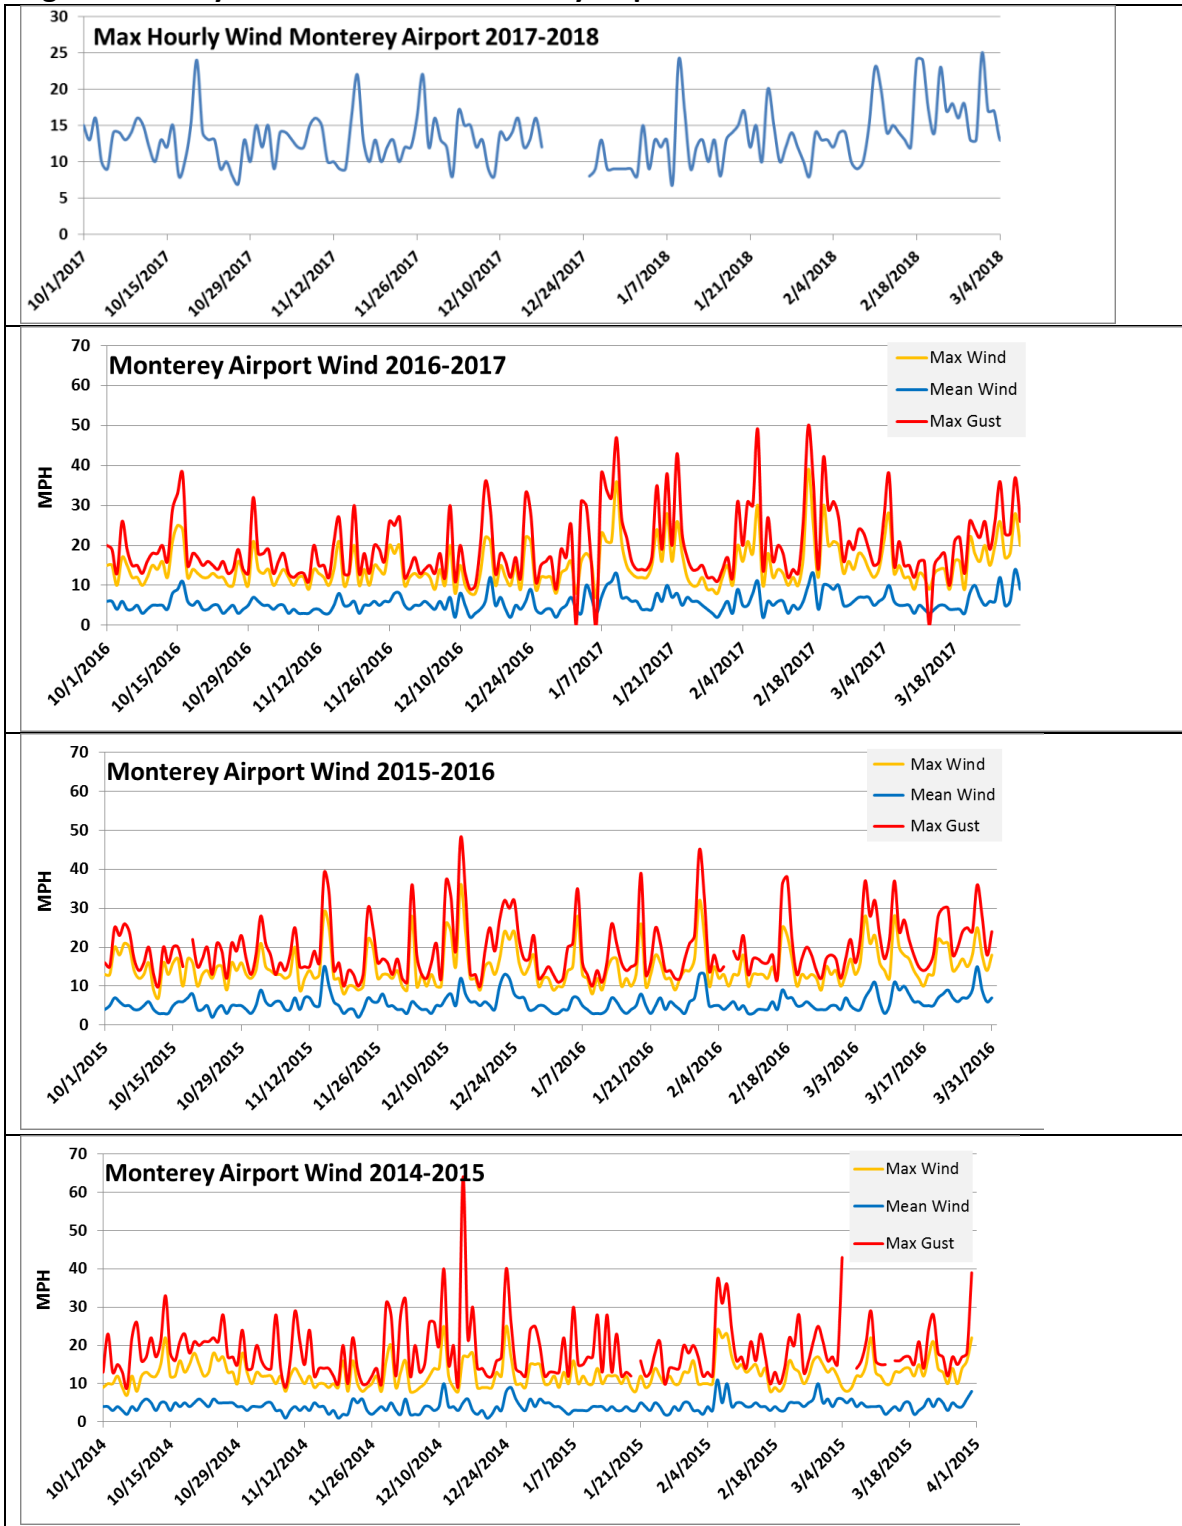 Max Hourly Wind Monterey Airport 2017-2018
30
25
20
15
10
5
0
10/1/2017 10/15/2017 10/29/2017 11/12/2017 11/26/2017 12/10/2017 12/24/2017 1/7/2018 1/21/2018 2/4/2018 2/18/2018 3/4/2018
Monterey Airport Wind 2016-2017
Max Wind
Mean Wind
Max Gust
MPH
70
60
50
40
30
20
10
0
10/1/2016 10/15/2016 10/29/2016 11/12/2016 11/26/2016 12/10/2016 12/24/2016 1/7/2017 1/21/2017 2/4/2017 2/18/2017 3/4/2017 3/18/2017
Monterey Airport Wind 2015-2016
Max Wind
Mean Wind
Max Gust
MPH
70
60
50
40
30
20
10
0
10/1/2015 10/15/2015 10/29/2015 11/12/2015 11/26/2015 12/10/2015 12/24/2015 1/7/2016 1/21/2016 2/4/2016 2/18/2016 3/3/2016 3/17/2016 3/31/2016
Monterey Airport Wind 2014-2015
Max Wind
Mean Wind
Max Gust
MPH
70
60
50
40
30
20
10
0
10/1/2014 10/15/2014 10/29/2014 11/12/2014 11/26/2014 12/10/2014 12/24/2014 1/7/2015 1/21/2015 2/4/2015 2/18/2015 3/4/2015 3/18/2015 4/1/2015